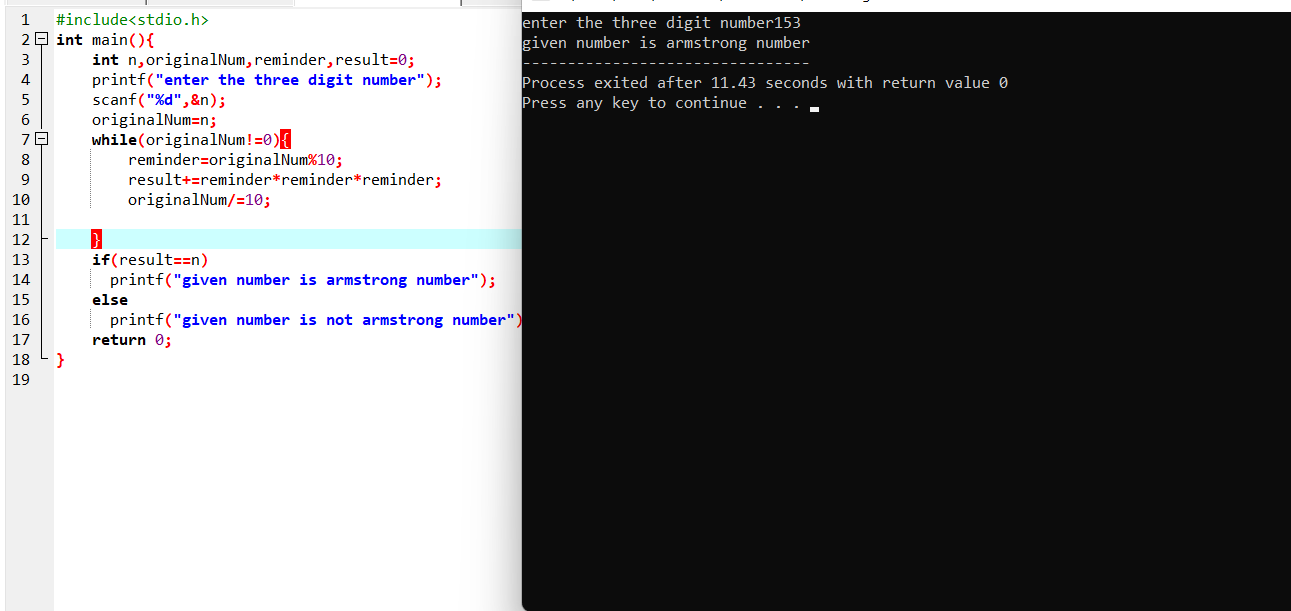 1 #include<stdio.h>
2 int main(){
3 int n,originalNum,reminder,result=0;
4 printf("enter the three digit number");
5 scanf("%d",&n);
6 originalNum=n;
7 while(originalNum!=0){
8 reminder=originalNum%10;
9 result+=reminder*reminder*reminder;
10 originalNum/=10;
11
12 }
13 if(result==n)
14 printf("given number is armstrong number");
15 else
16 printf("given number is not armstrong number")
17 return 0;
18 }
19
enter the three digit number153
given number is armstrong number
--------------------------------
Process exited after 11.43 seconds with return value 0
Press any key to continue . . .